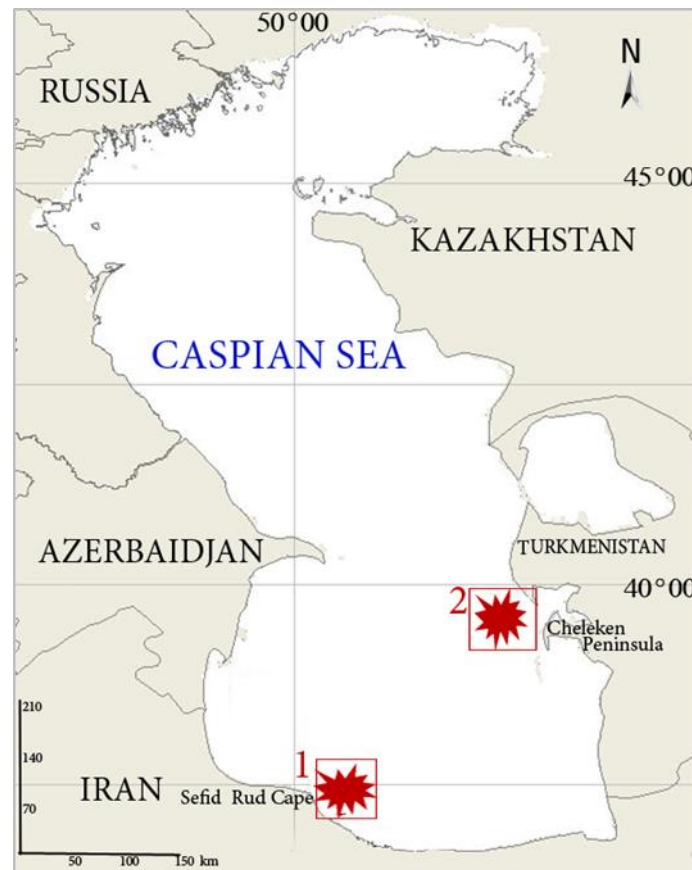 50°00
N
RUSSIA
45°00
KAZAKHSTAN
CASPIAN SEA
AZERBAIDJAN
TURKMENISTAN
40°00
2
Cheleken
Peninsula
210
1
140
IRAN
Sefid Rud Cape
70
50 100 150 km